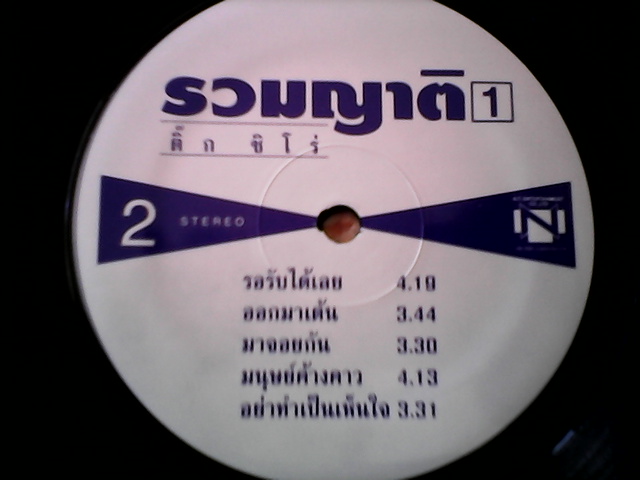 รวมญาติ 1
ติ๊ก ชิโร่
2 STEREO
รอรับได้เลย 4.19
ออกมาเต้น 3.44
มาจอยกัน 3.30
มนุษย์ค้างคาว 4.13
อย่าทำเป็นเห็นใจ 3.31